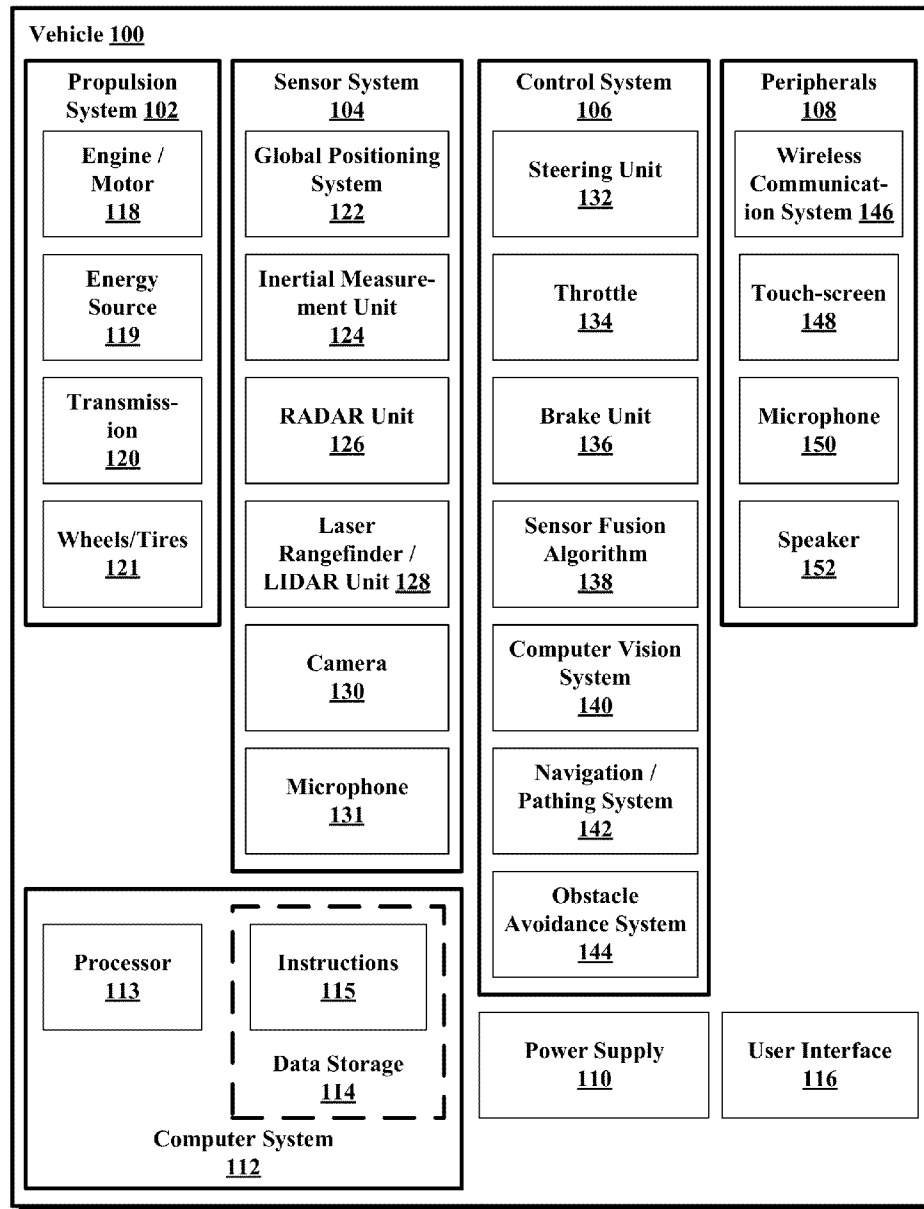 Vehicle 100
Propulsion
System 102
Engine /
Motor
118
Energy
Source
119
Transmiss-
ion
120
Wheels/Tires
121
Sensor System
104
Global Positioning
System
122
Inertial Measure-
ment Unit
124
RADAR Unit
126
Laser
Rangefinder /
LIDAR Unit 128
Camera
130
Microphone
131
Control System
106
Steering Unit
132
Throttle
134
Brake Unit
136
Sensor Fusion
Algorithm
138
Computer Vision
System
140
Navigation /
Pathing System
142
Obstacle
Avoidance System
144
Peripherals
108
Wireless
Communicat-
ion System 146
Touch-screen
148
Microphone
150
Speaker
152
Processor
113
Instructions
115
Data Storage
114
Computer System
112
Power Supply
110
User Interface
116